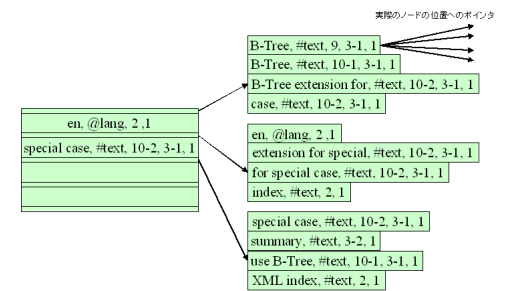 実際のノードの位置へのポインタ
B-Tree, #text, 9, 3-1, 1
B-Tree, #text, 10-1, 3-1, 1
B-Tree extension for, #text, 10-2, 3-1, 1
case, #text, 10-2, 3-1, 1
en, @lang, 2 ,1
special case, #text, 10-2, 3-1, 1
en, @lang, 2 ,1
extension for special, #text, 10-2, 3-1, 1
for special case, #text, 10-2, 3-1, 1
index, #text, 2, 1
special case, #text, 10-2, 3-1, 1
summary, #text, 3-2, 1
use B-Tree, #text, 10-1, 3-1, 1
XML index, #text, 2, 1